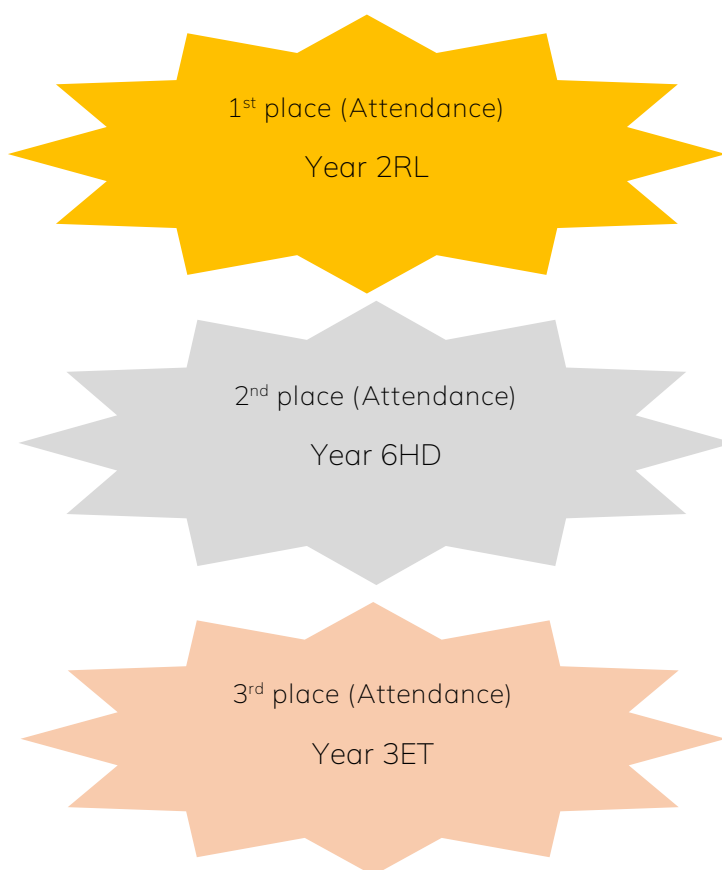 1st place (Attendance)
Year 2RL
2nd place (Attendance)
Year 6HD
3rd place (Attendance)
Year 3ET